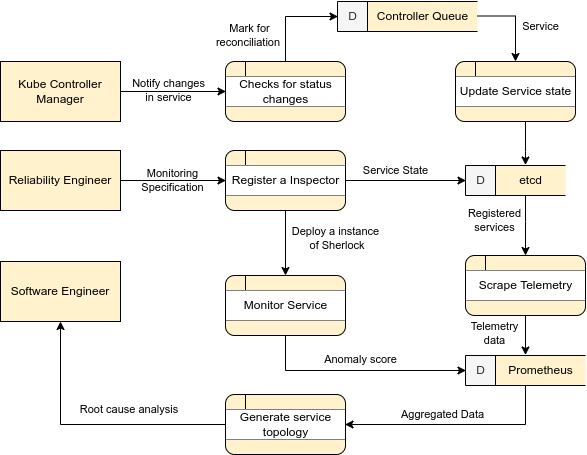 D
Controller Queue
Mark for
reconciliation
Service
Kube Controller
Manager
Notify changes
in service
Checks for status
changes
Update Service state
Reliability Engineer
Monitoring
Specification
Register a Inspector
Service State
D
etcd
Deploy a instance
of Sherlock
Registered
services
Software Engineer
Monitor Service
Scrape Telemetry
Telemetry
data
Anomaly score
D
Prometheus
Root cause analysis
Generate service
topology
Aggregated Data